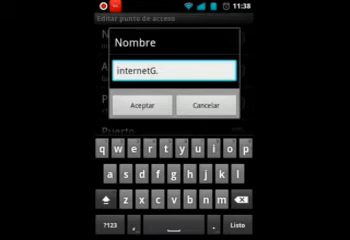 11:38
Editar punto de acceso
Nombre
internetG.
Aceptar
Cancelar
Puerto
q w e r t y u i o p
a s d f g h j k l
z x c v b n m
?123 , . Listo